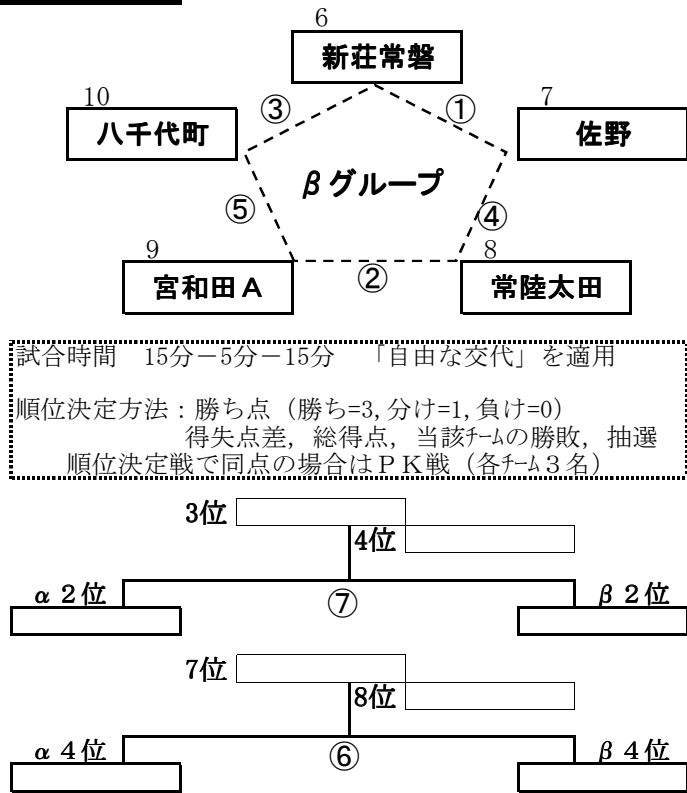 6
新荘常磐
10
③
①
7
八千代町
佐野
βグループ
⑤
④
9
②
8
宮和田A
常陸太田
試合時間　15分－5分－15分　「自由な交代」を適用
順位決定方法：勝ち点（勝ち=3,分け=1,負け=0）
得失点差，総得点，当該ﾁｰﾑの勝敗，抽選
順位決定戦で同点の場合はＰＫ戦（各ﾁｰﾑ３名）
3位
4位
α２位
⑦
β２位
7位
8位
α４位
⑥
β４位